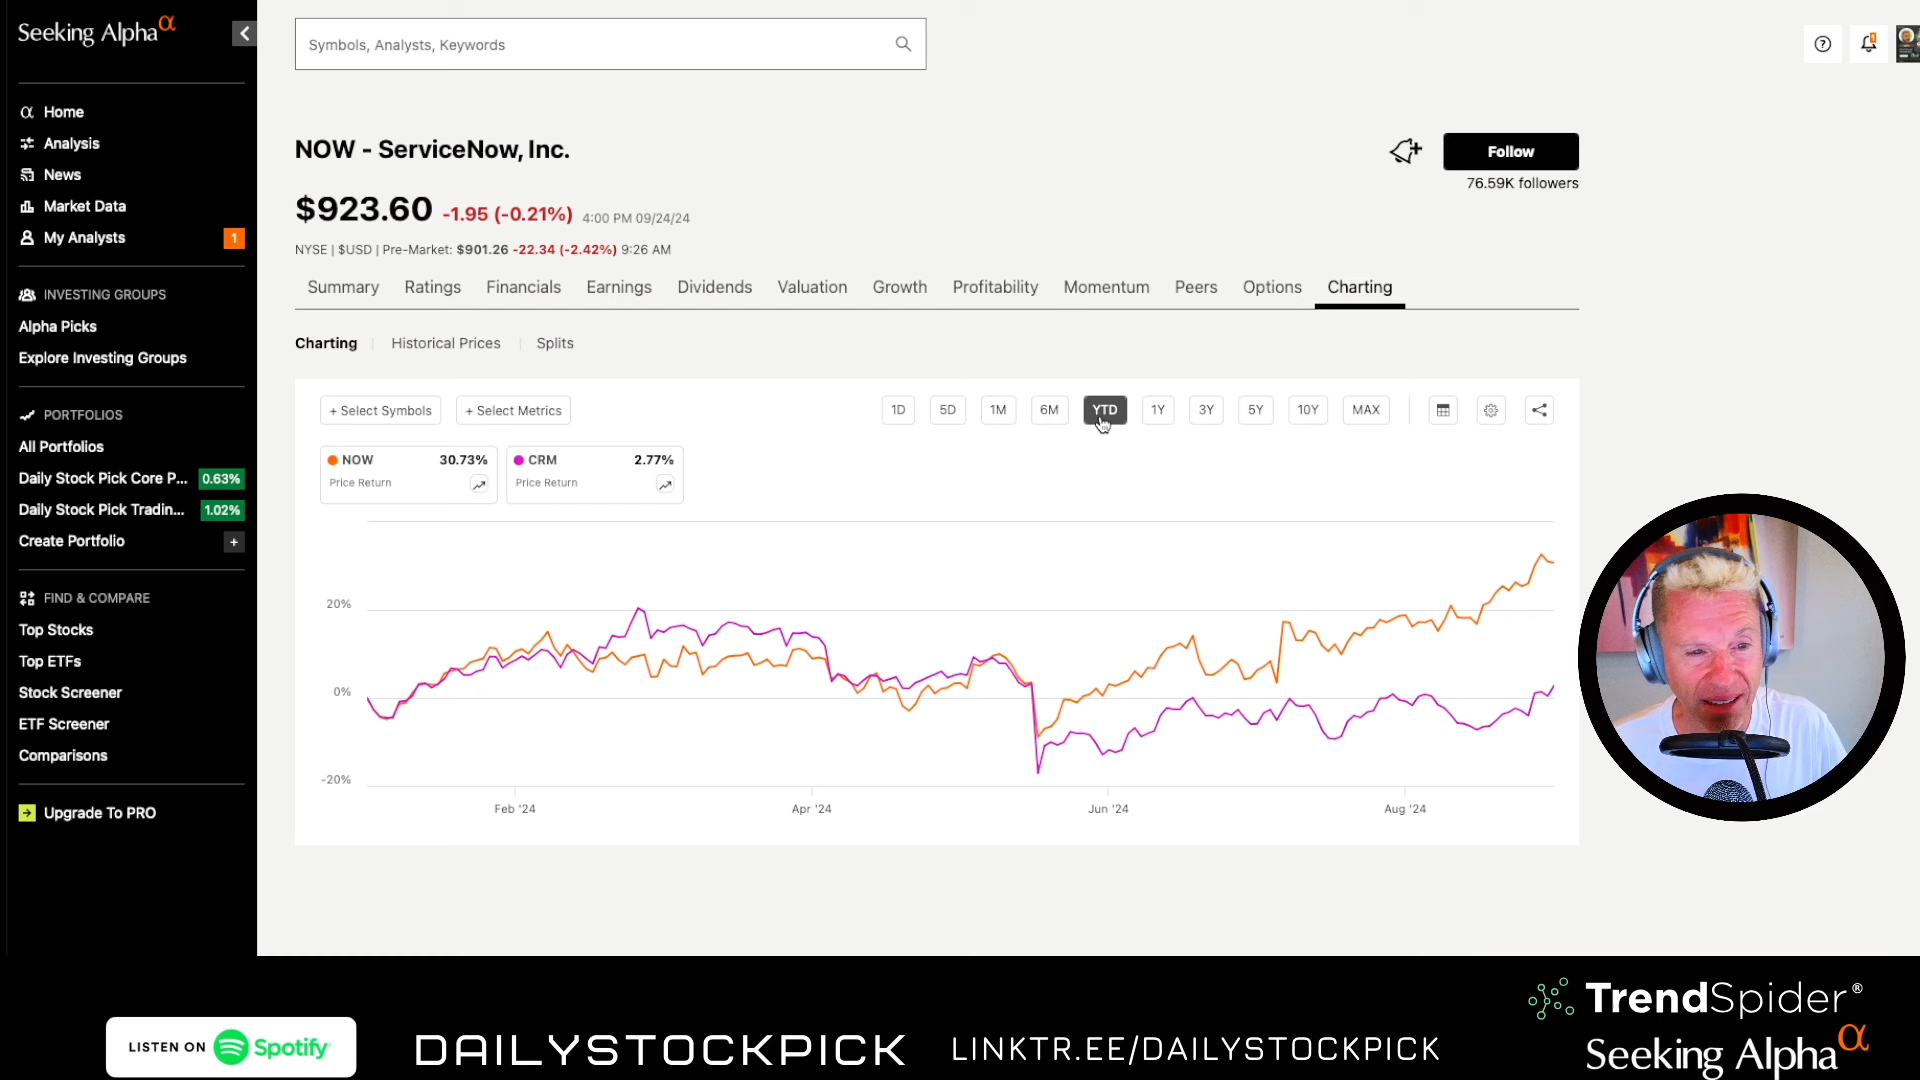 Seeking Alpha α
Symbols, Analysts, Keywords
Home
Analysis
News
Market Data
My Analysts 1
INVESTING GROUPS
Alpha Picks
Explore Investing Groups
PORTFOLIOS
All Portfolios
Daily Stock Pick Core P... 0.63%
Daily Stock Pick Tradin... 1.02%
Create Portfolio +
FIND & COMPARE
Top Stocks
Top ETFs
Stock Screener
ETF Screener
Comparisons
Upgrade To PRO
NOW - ServiceNow, Inc.
Follow
76.59K followers
$923.60 -1.95 (-0.21%) 4:00 PM 09/24/24
NYSE | $USD | Pre-Market: $901.26 -22.34 (-2.42%) 9:26 AM
Summary Ratings Financials Earnings Dividends Valuation Growth Profitability Momentum Peers Options Charting
Charting | Historical Prices | Splits
+ Select Symbols + Select Metrics 1D 5D 1M 6M YTD 1Y 3Y 5Y 10Y MAX
NOW 30.73% CRM 2.77%
Price Return Price Return
20%
0%
-20%
Feb '24 Apr '24 Jun '24 Aug '24
LISTEN ON Spotify
DAILYSTOCKPICK
LINKTR.EE/DAILYSTOCKPICK
TrendSpider®
Seeking Alpha α